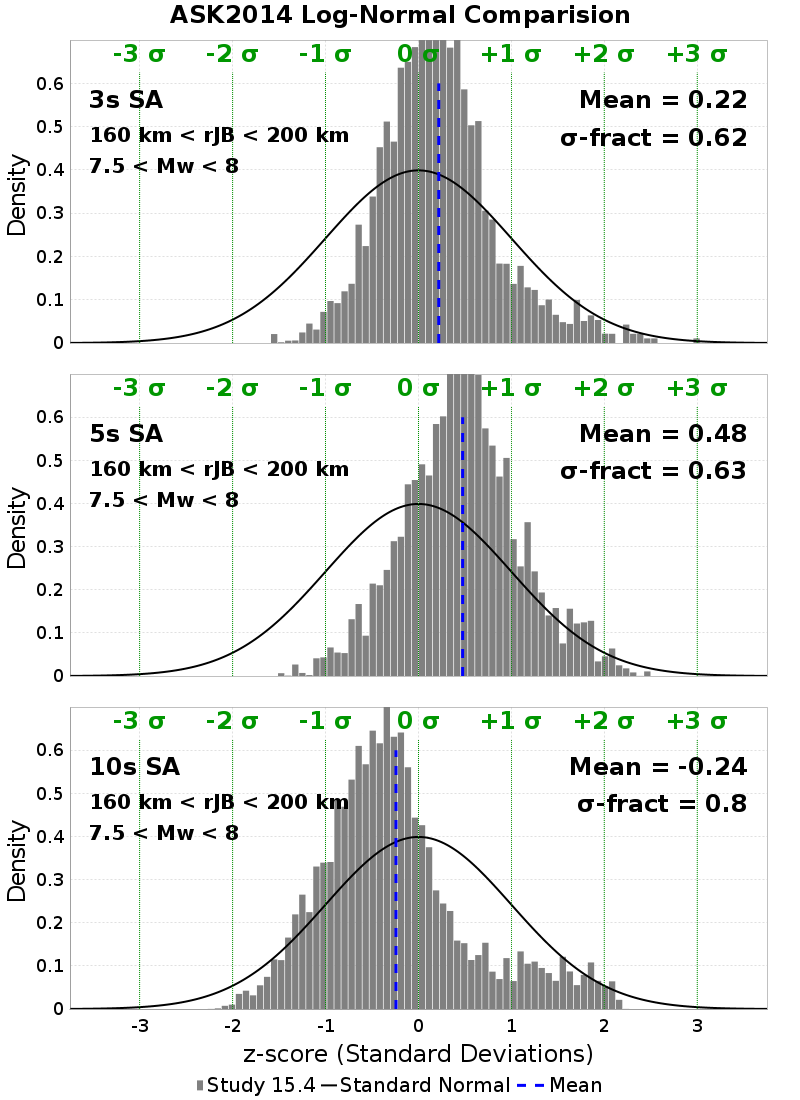 ASK2014 Log-Normal Comparision
-3 σ -2 σ -1 σ 0 σ +1 σ +2 σ +3 σ
3s SA
160 km < rJB < 200 km
7.5 < Mw < 8
Mean = 0.22
σ-fract = 0.62
0.6
0.5
0.4
0.3
0.2
0.1
0
Density
-3 σ -2 σ -1 σ 0 σ +1 σ +2 σ +3 σ
5s SA
160 km < rJB < 200 km
7.5 < Mw < 8
Mean = 0.48
σ-fract = 0.63
0.6
0.5
0.4
0.3
0.2
0.1
0
Density
-3 σ -2 σ -1 σ 0 σ +1 σ +2 σ +3 σ
10s SA
160 km < rJB < 200 km
7.5 < Mw < 8
Mean = -0.24
σ-fract = 0.8
0.6
0.5
0.4
0.3
0.2
0.1
0
Density
-3 -2 -1 0 1 2 3
z-score (Standard Deviations)
Study 15.4 Standard Normal Mean